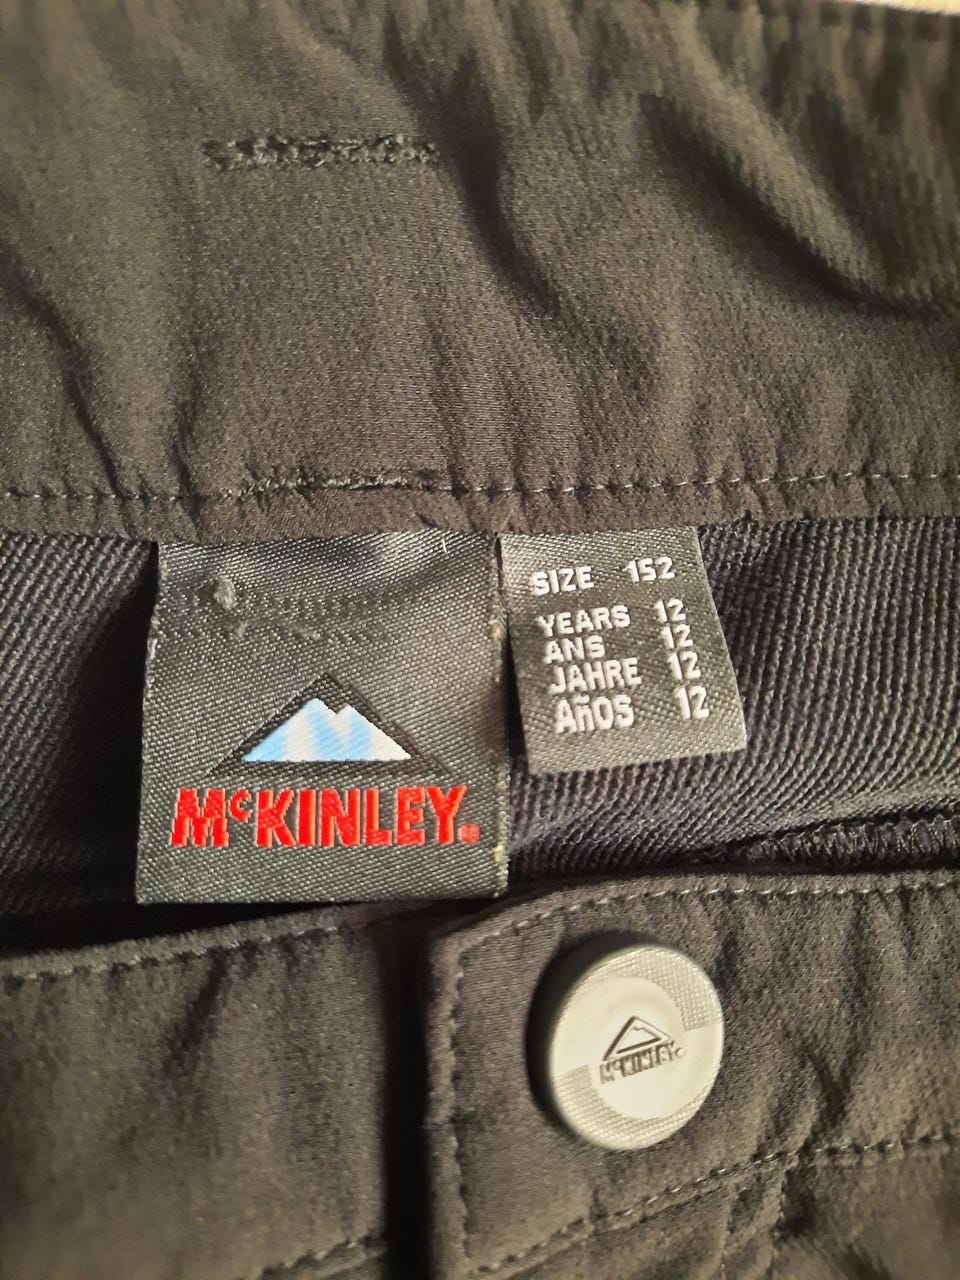 SIZE 152
YEARS 12
ANS 12
JAHRE 12
AñOS 12
McKINLEY
McKINLEY